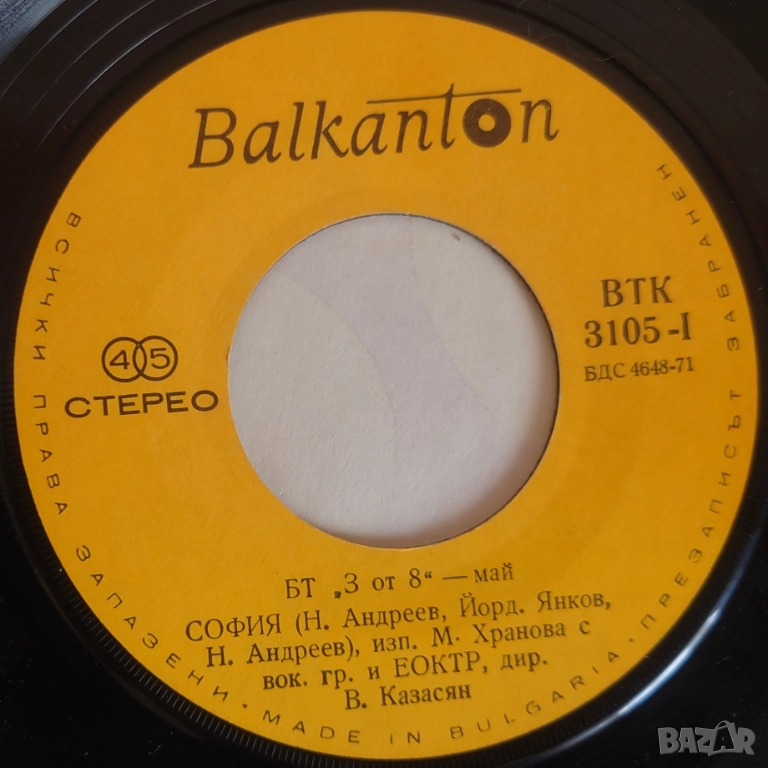 Balkanton
ВСИЧКИ ПРАВА ЗАПАЗЕНИ · MADE IN BULGARIA · ПРЕЗАПИСЪТ ЗАБРАНЕН
45
СТЕРЕО
ВТК
3105-I
БДС 4648-71
БТ „3 от 8“ — май
СОФИЯ (Н. Андреев, Йорд. Янков,
Н. Андреев), изп. М. Хранова с
вок. гр. и ЕОКТР, дир.
В. Казасян
BAZAR